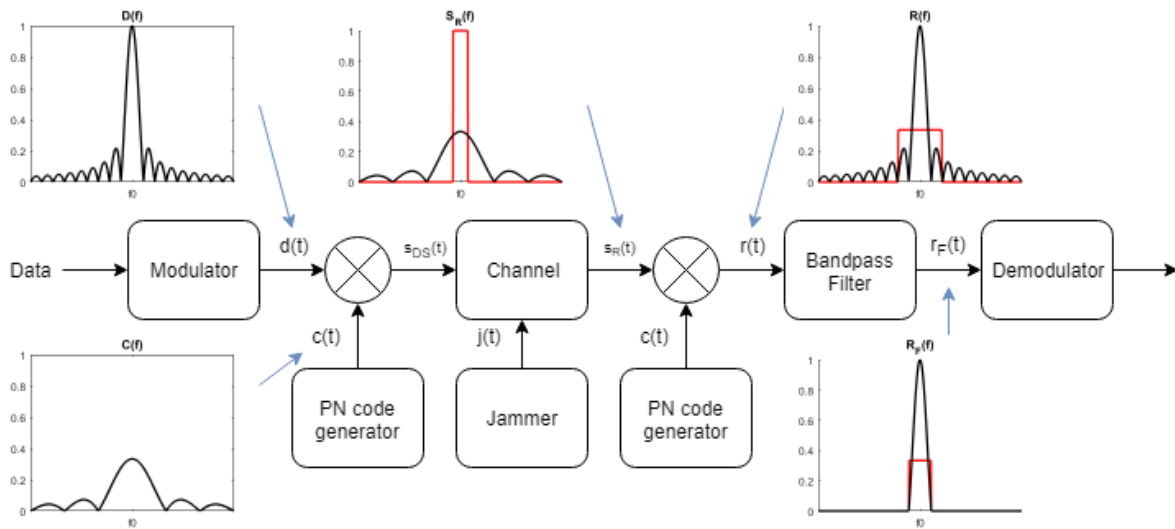 D(f)
1
0.8
0.6
0.4
0.2
0
f0
S_R(f)
1
0.8
0.6
0.4
0.2
0
f0
R(f)
1
0.8
0.6
0.4
0.2
0
f0
Data
Modulator
d(t)
s_DS(t)
Channel
s_R(t)
r(t)
Bandpass
Filter
r_F(t)
Demodulator
C(f)
1
0.8
0.6
0.4
0.2
0
f0
c(t)
PN code
generator
j(t)
Jammer
c(t)
PN code
generator
R_F(f)
1
0.8
0.6
0.4
0.2
0
f0